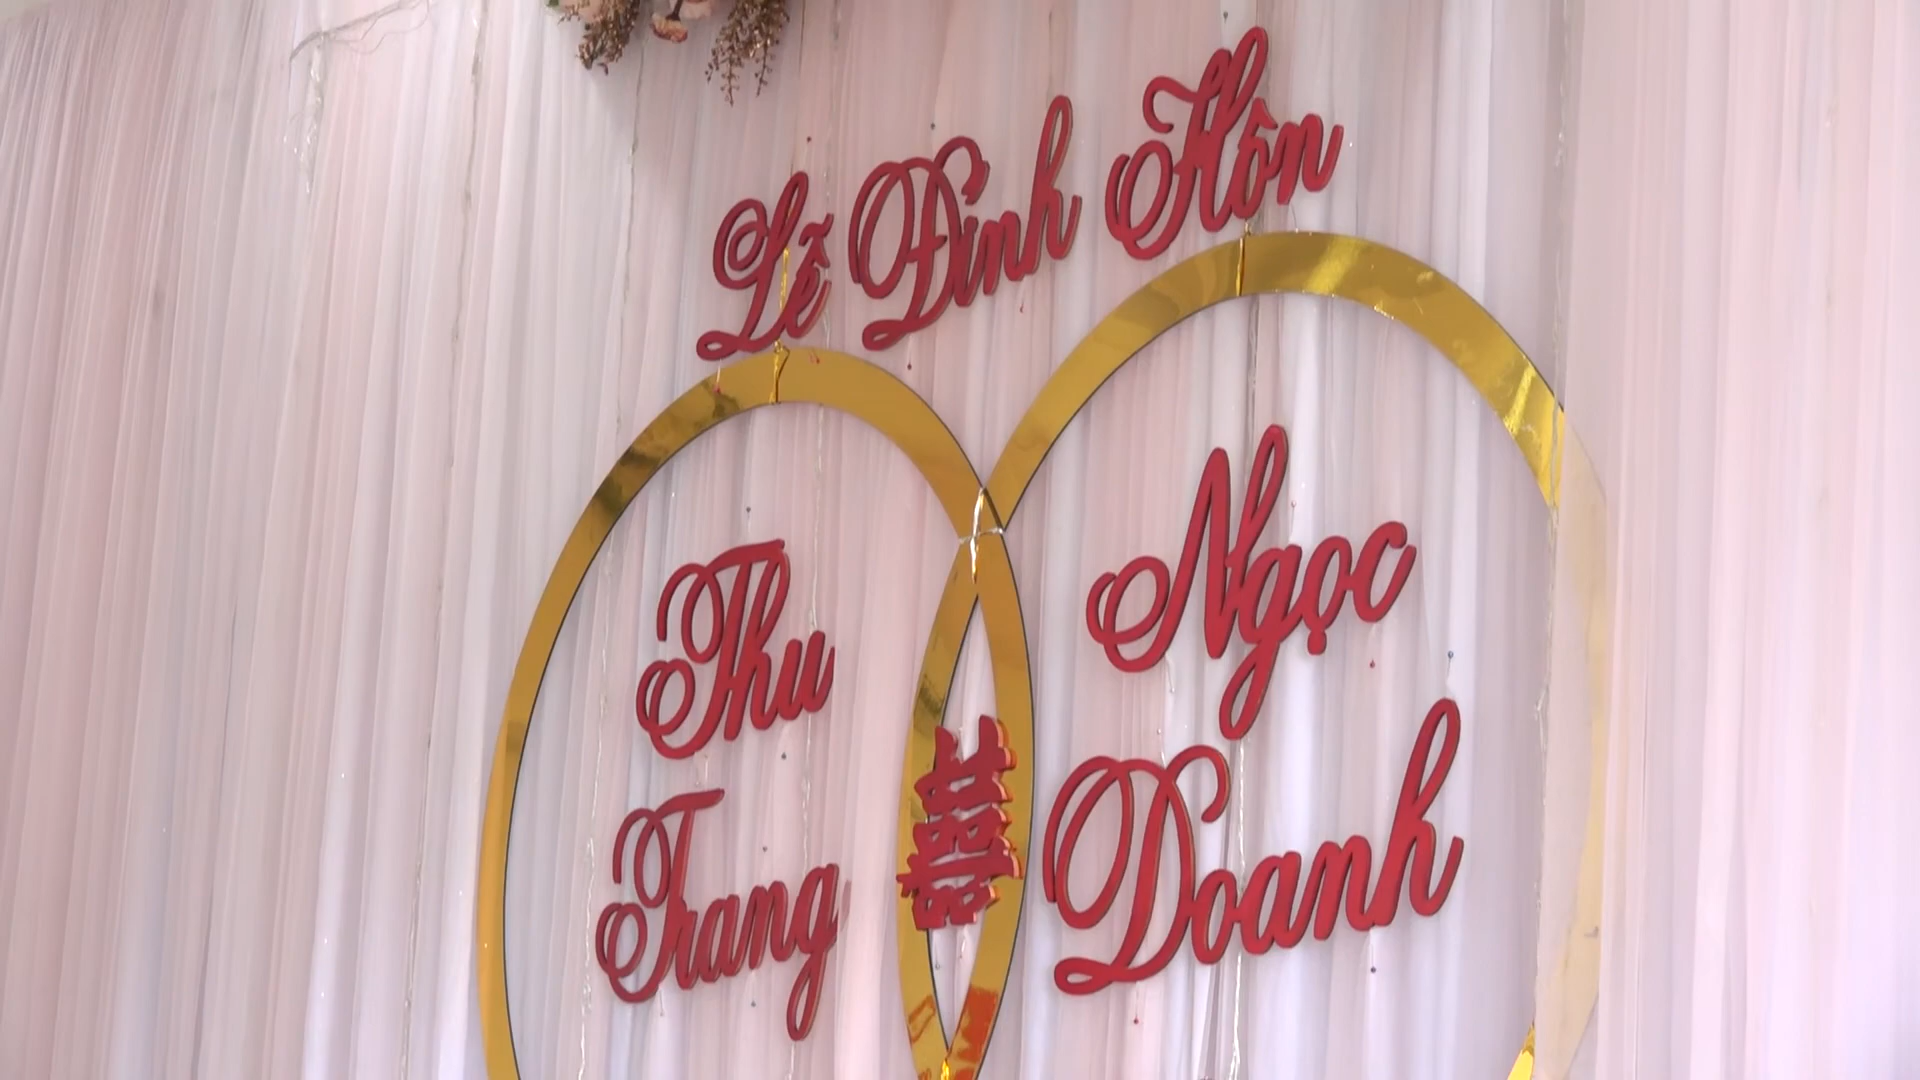 Lễ Đính Hôn
Thu
Trang
囍
Ngọc
Doanh